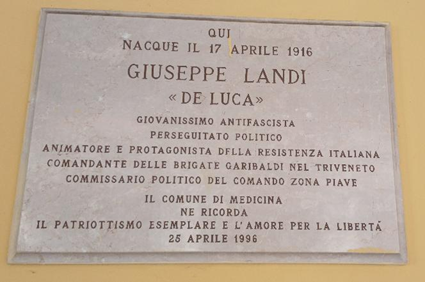 QUI
NACQUE IL 17 APRILE 1916
GIUSEPPE LANDI
«DE LUCA»
GIOVANISSIMO ANTIFASCISTA
PERSEGUITATO POLITICO
ANIMATORE E PROTAGONISTA DELLA RESISTENZA ITALIANA
COMANDANTE DELLE BRIGATE GARIBALDI NEL TRIVENETO
COMMISSARIO POLITICO DEL COMANDO ZONA PIAVE
IL COMUNE DI MEDICINA
NE RICORDA
IL PATRIOTTISMO ESEMPLARE E L'AMORE PER LA LIBERTÀ
25 APRILE 1996